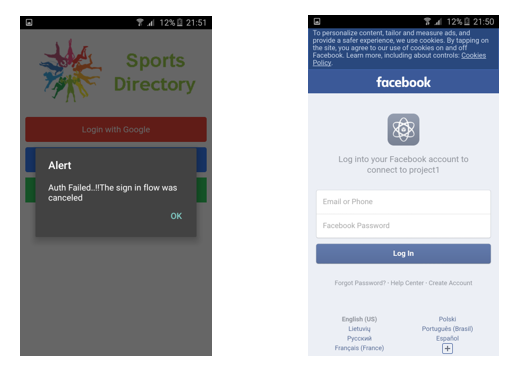 12% 21:51
Sports
Directory
Login with Google
Alert
Auth Failed..!!The sign in flow was
canceled
OK
12% 21:50
To personalize content, tailor and measure ads, and
provide a safer experience, we use cookies. By tapping on
the site, you agree to our use of cookies on and off
Facebook. Learn more, including about controls: Cookies
Policy.
facebook
Log into your Facebook account to
connect to project1
Email or Phone
Facebook Password
Log In
Forgot Password? · Help Center · Create Account
English (US) Polski
Lietuvių Português (Brasil)
Русский Español
Français (France)